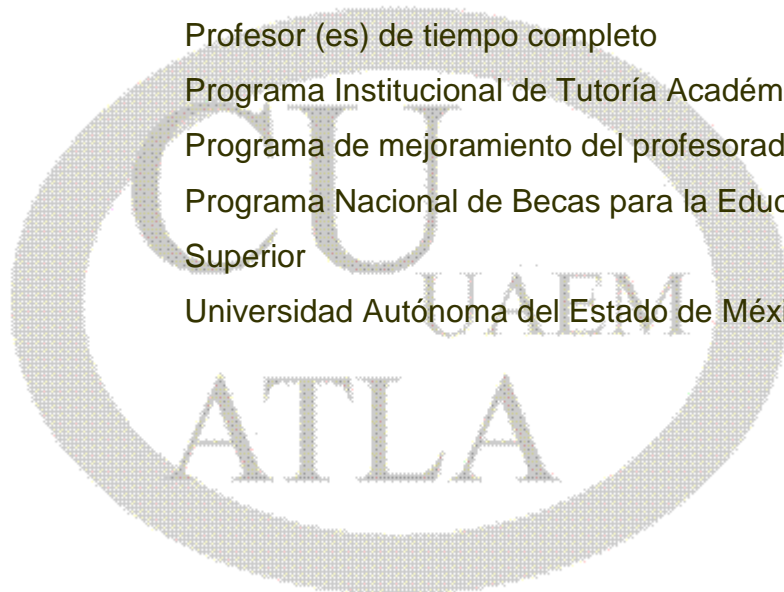 Profesor (es) de tiempo completo
Programa Institucional de Tutoría Académ
Programa de mejoramiento del profesorad
Programa Nacional de Becas para la Educ
Superior
Universidad Autónoma del Estado de Méx
CU
UAEM
ATLA